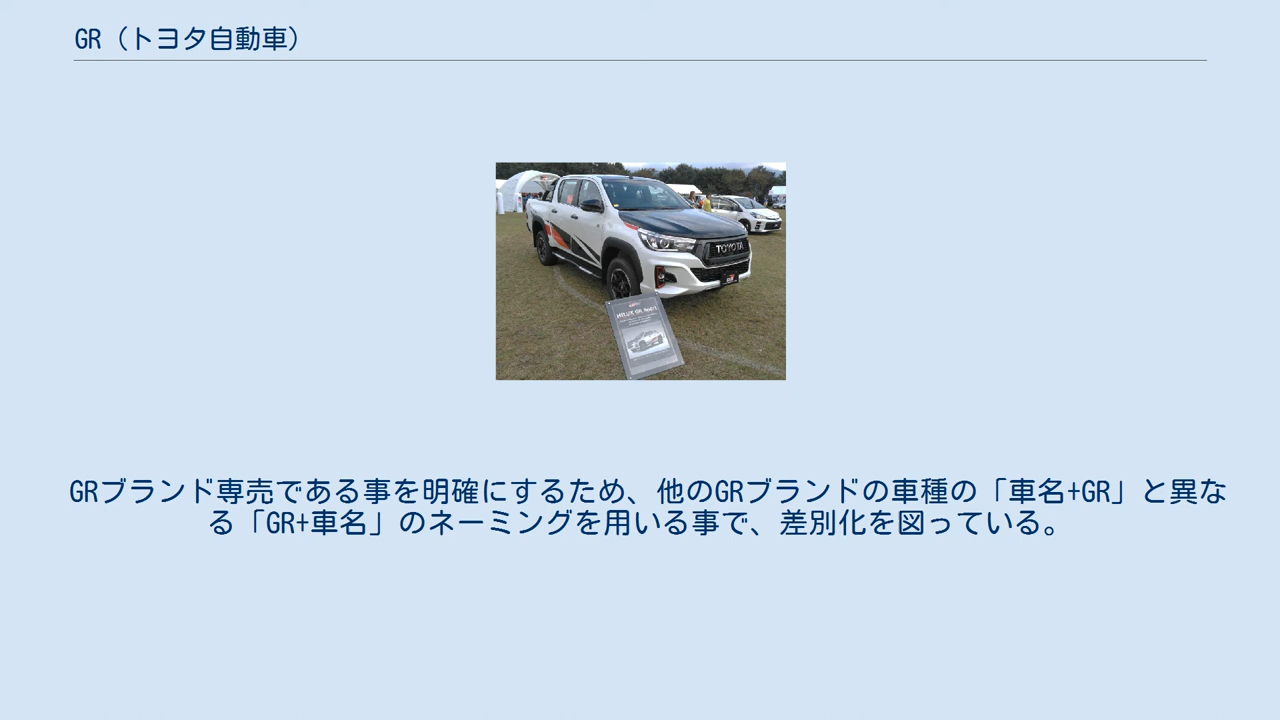 GR（トヨタ自動車）
TOYOTA
HILUX GR Sport
GRブランド専売である事を明確にするため、他のGRブランドの車種の「車名+GR」と異な
る「GR+車名」のネーミングを用いる事で、差別化を図っている。